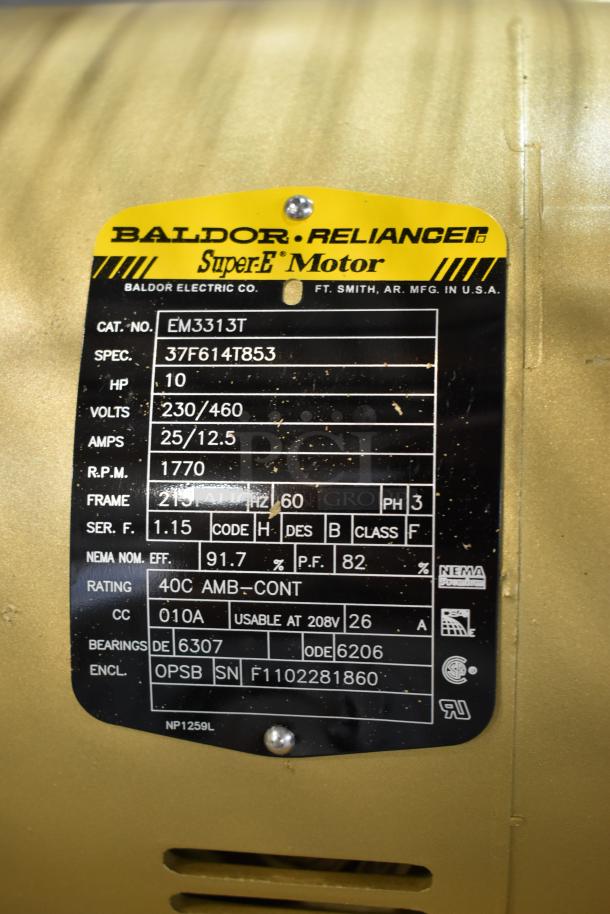 BALDOR • RELIANCE
Super-E® Motor
BALDOR ELECTRIC CO. FT. SMITH, AR. MFG. IN U.S.A.
CAT. NO. EM3313T
SPEC. 37F614T853
HP 10
VOLTS 230/460
AMPS 25/12.5
R.P.M. 1770
FRAME HZ 60 PH 3
SER. F. 1.15 CODE H DES B CLASS F
NEMA NOM. EFF. 91.7 % P.F. 82 %
RATING 40C AMB-CONT
CC 010A USABLE AT 208V 26 A
BEARINGS DE 6307 ODE 6206
ENCL. OPSB SN F1102281860
NEMA
Premium
NP1259L